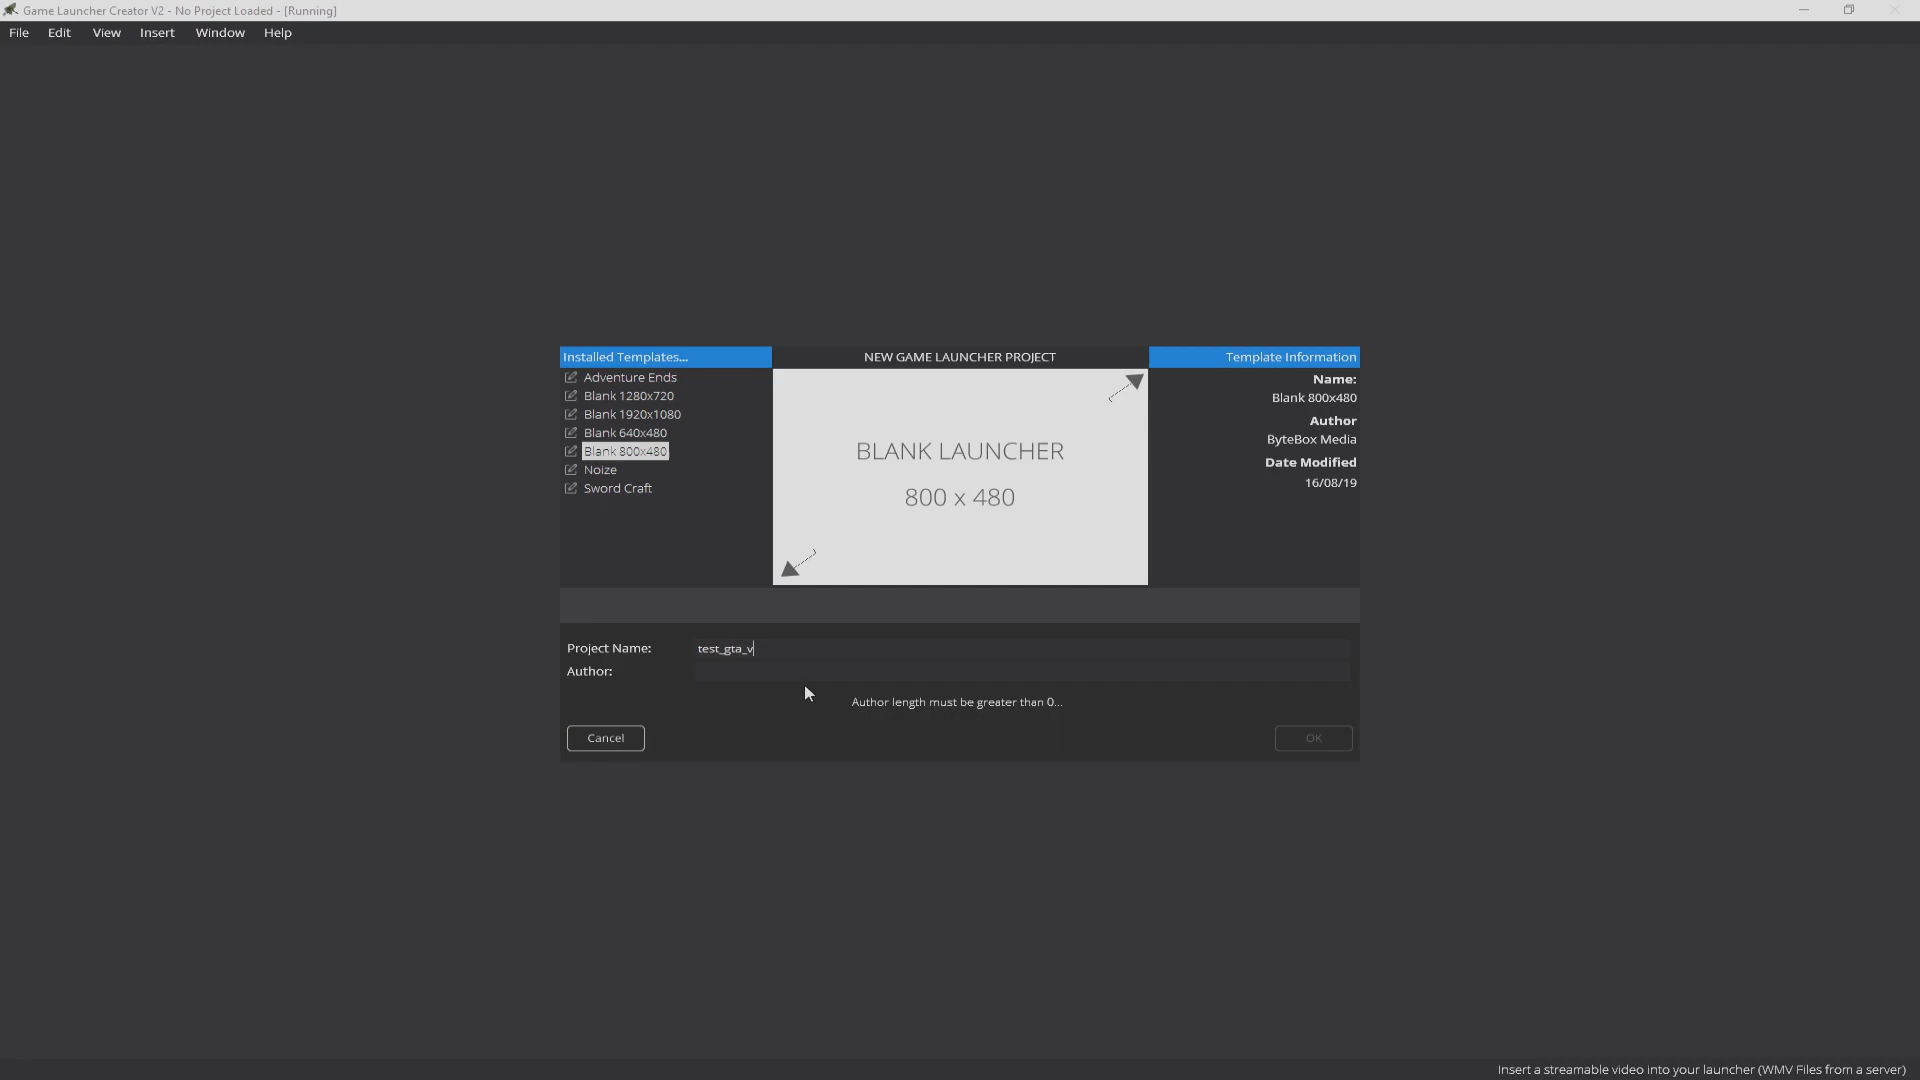 Game Launcher Creator V2 - No Project Loaded - [Running]
File Edit View Insert Window Help
Installed Templates...
Adventure Ends
Blank 1280x720
Blank 1920x1080
Blank 640x480
Blank 800x480
Noize
Sword Craft
NEW GAME LAUNCHER PROJECT
BLANK LAUNCHER
800 x 480
Template Information
Name:
Blank 800x480
Author
ByteBox Media
Date Modified
16/08/19
Project Name: test_gta_v
Author:
Author length must be greater than 0...
Cancel
OK
Insert a streamable video into your launcher (WMV Files from a server)